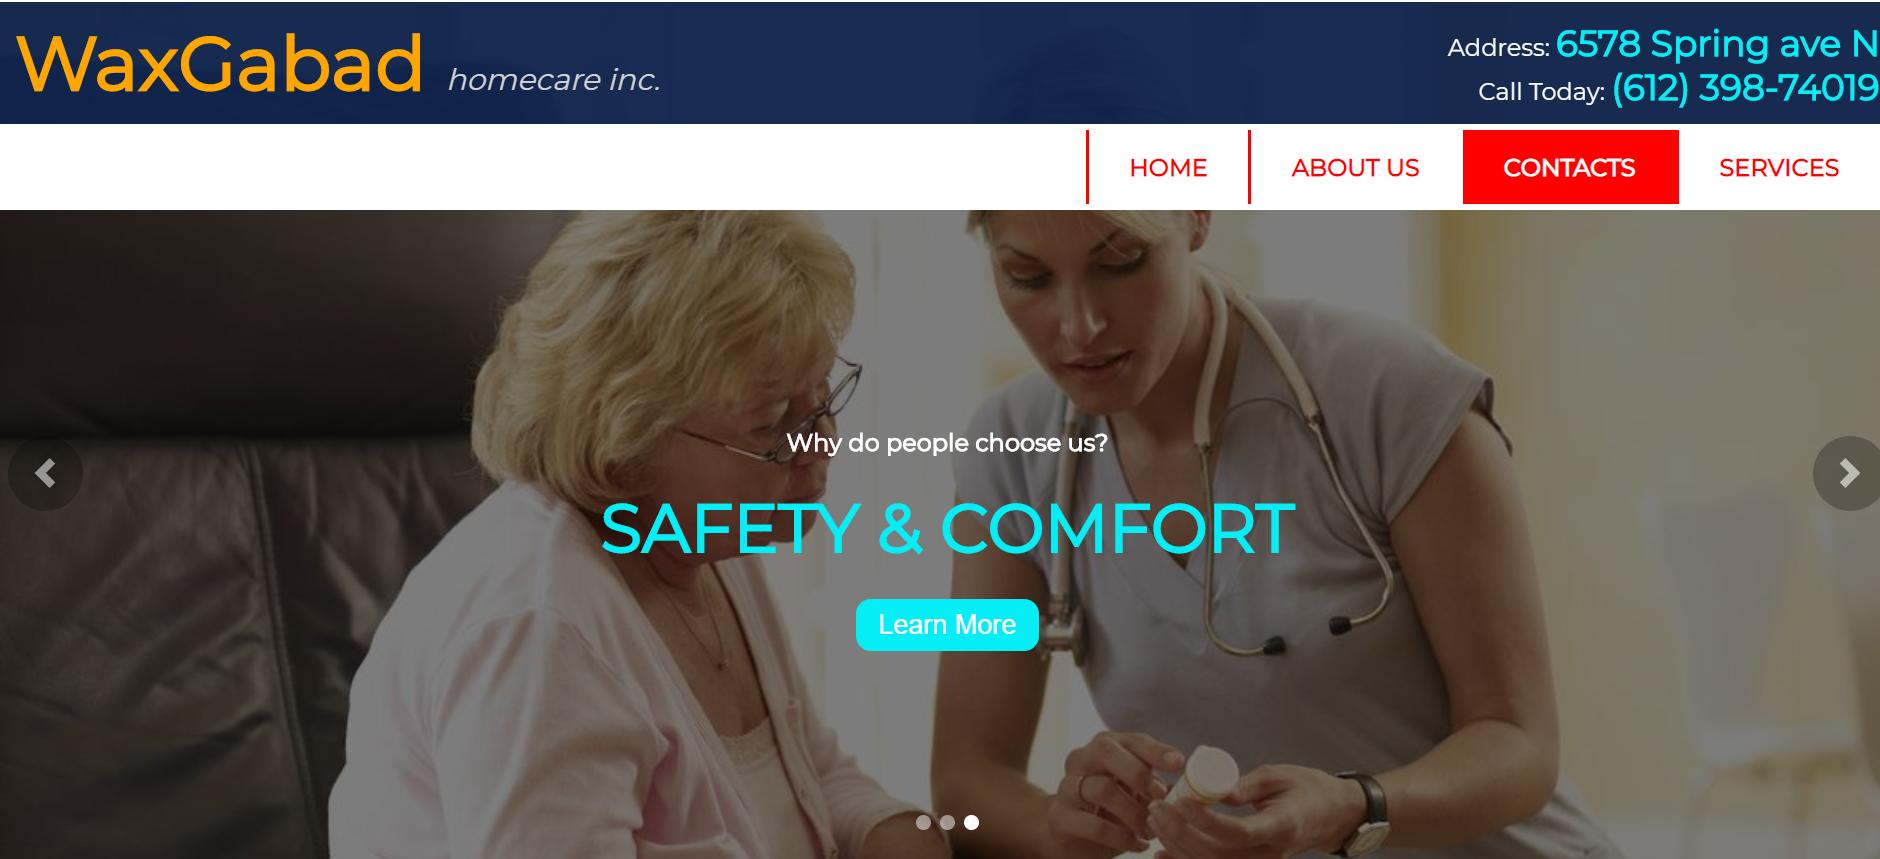 WaxGabad homecare inc.
Address: 6578 Spring ave N
Call Today: (612) 398-74019
HOME ABOUT US CONTACTS SERVICES
Why do people choose us?
SAFETY & COMFORT
Learn More